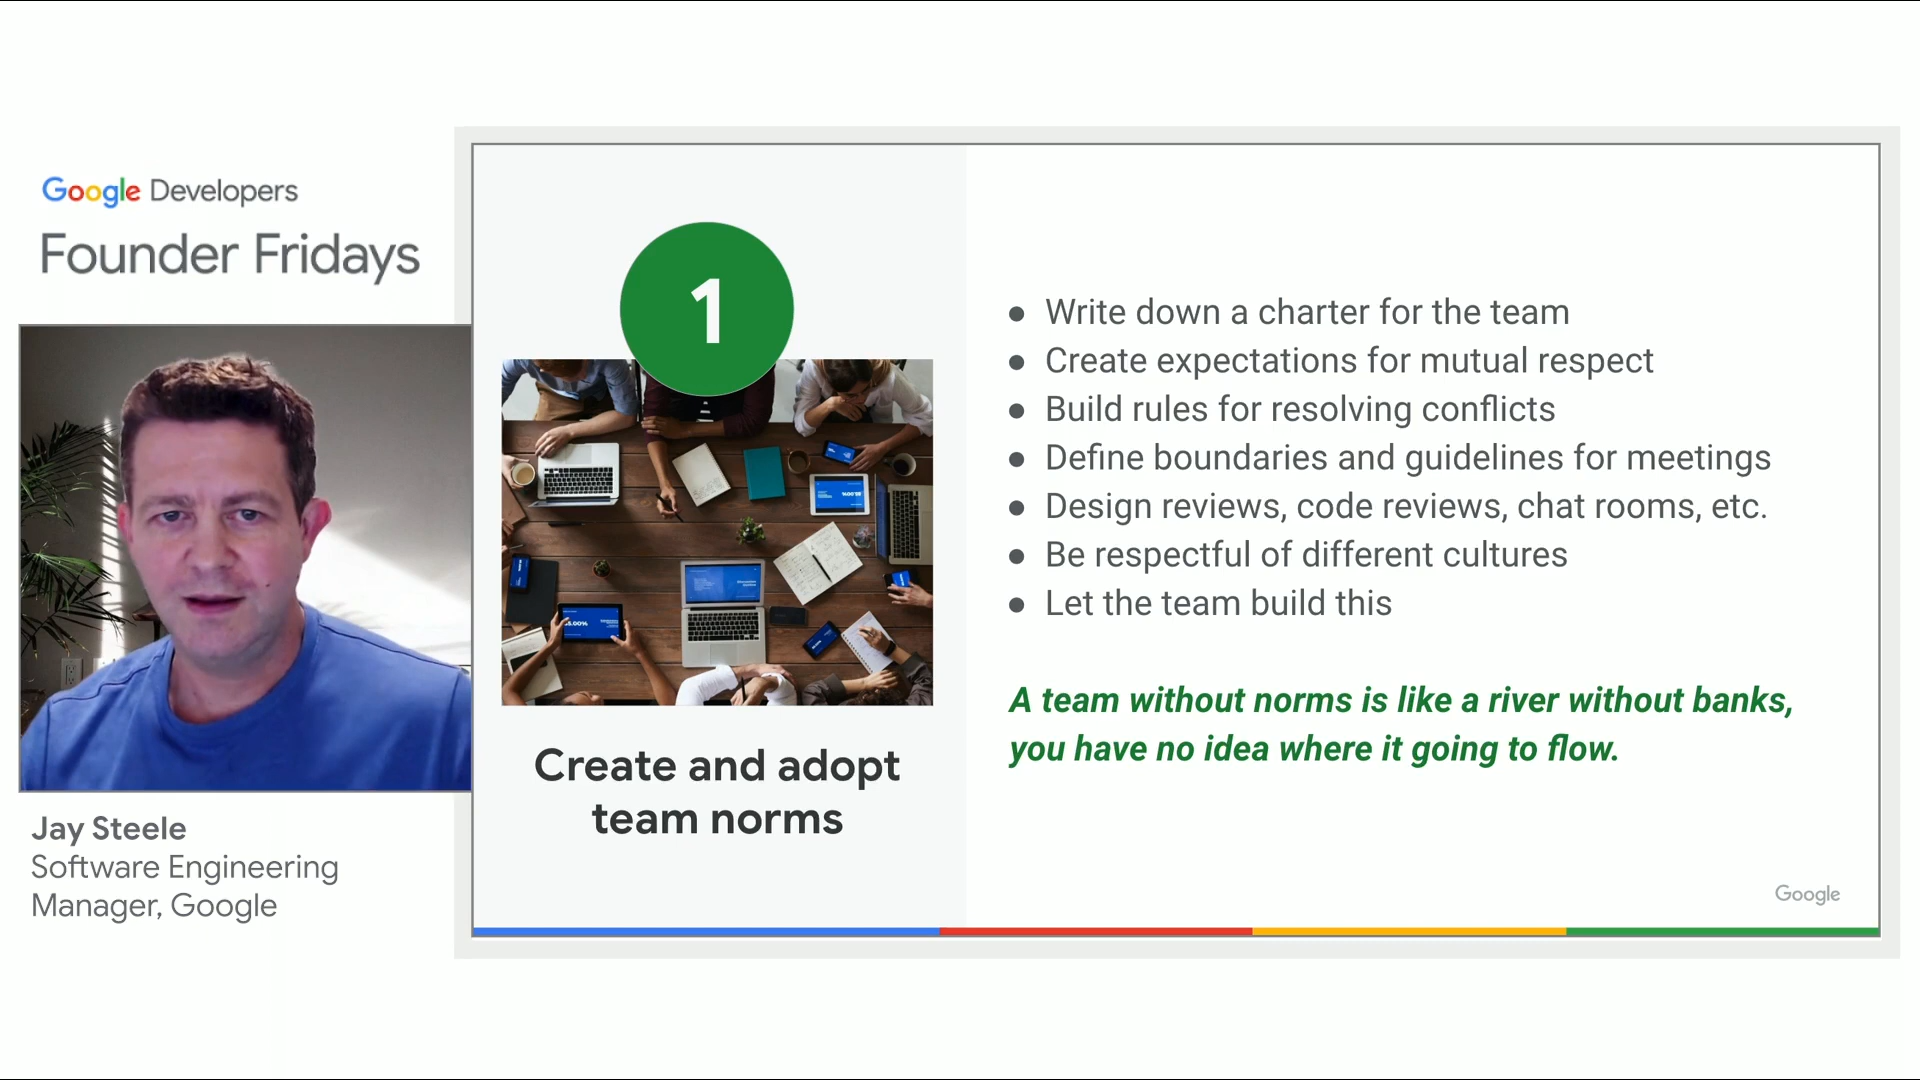 Google Developers
Founder Fridays
Jay Steele
Software Engineering
Manager, Google
1
Create and adopt
team norms
● Write down a charter for the team
● Create expectations for mutual respect
● Build rules for resolving conflicts
● Define boundaries and guidelines for meetings
● Design reviews, code reviews, chat rooms, etc.
● Be respectful of different cultures
● Let the team build this
A team without norms is like a river without banks,
you have no idea where it going to flow.
Google